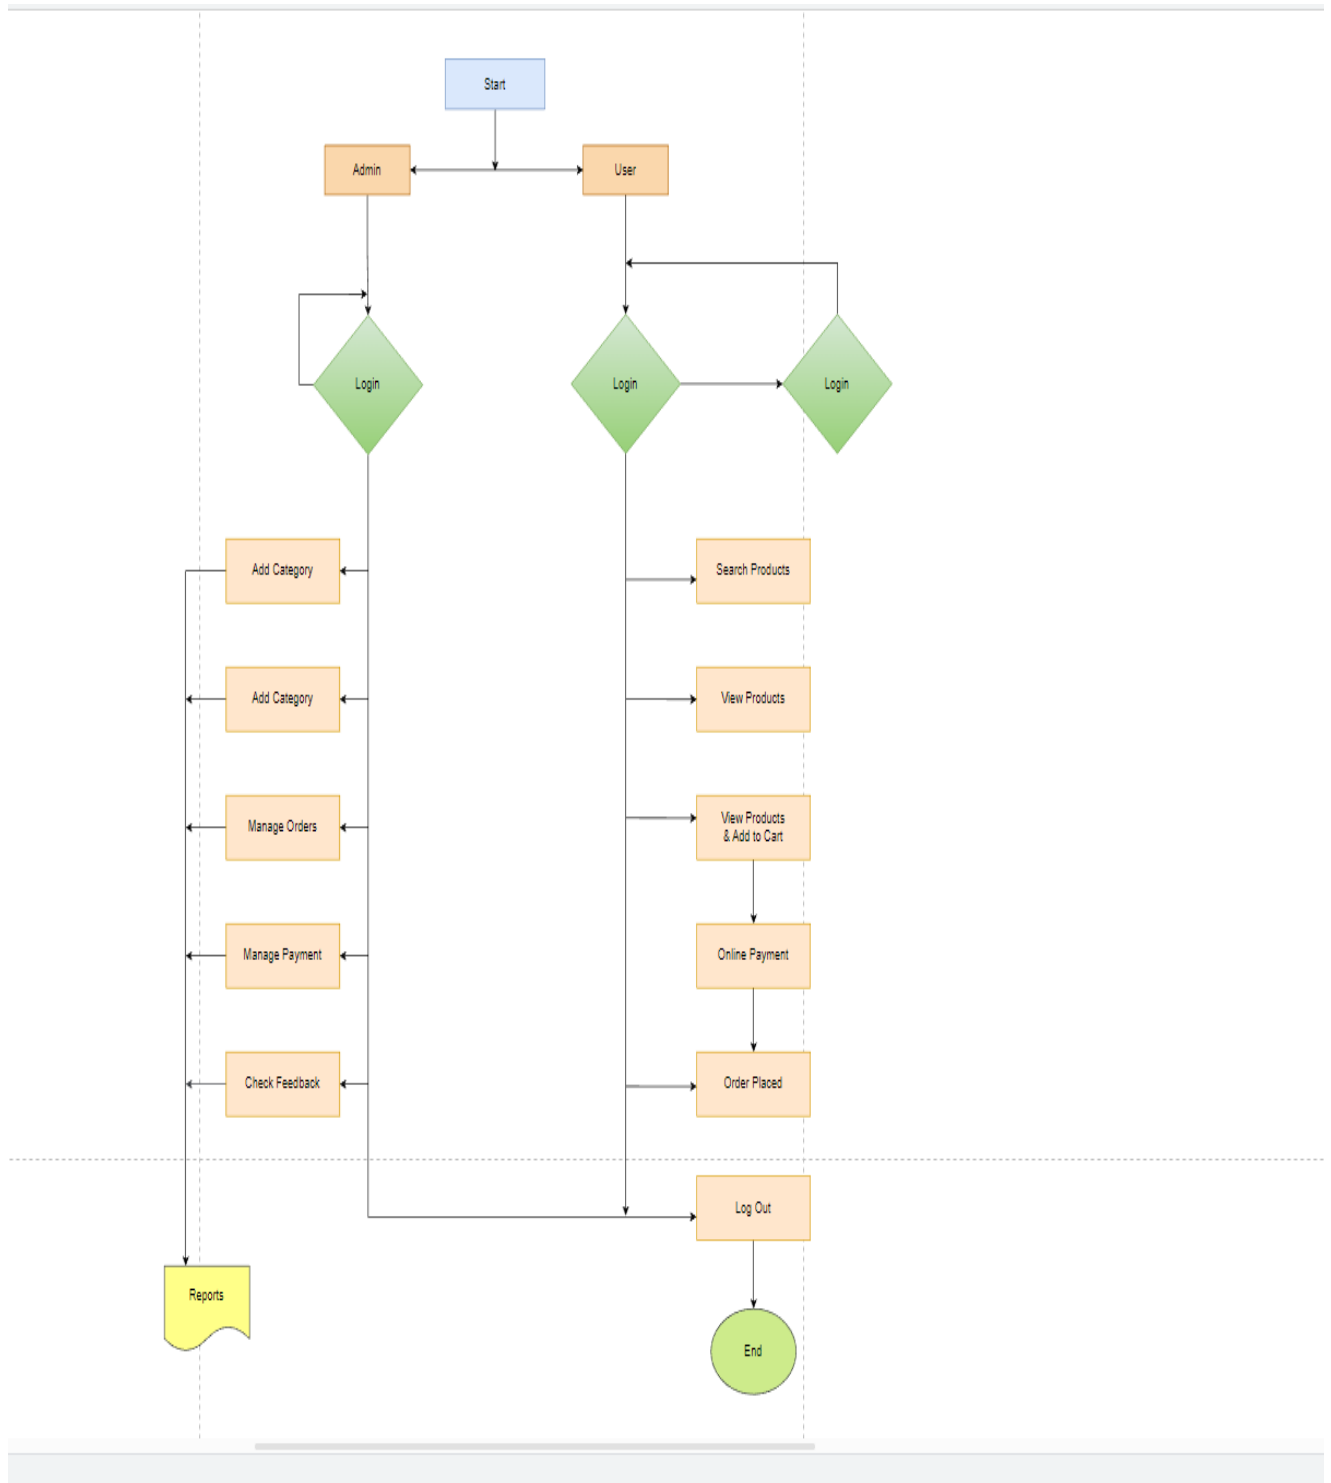 Start
Admin
User
Login
Login
Login
Add Category
Search Products
Add Category
View Products
Manage Orders
View Products
& Add to Cart
Manage Payment
Online Payment
Check Feedback
Order Placed
Log Out
Reports
End